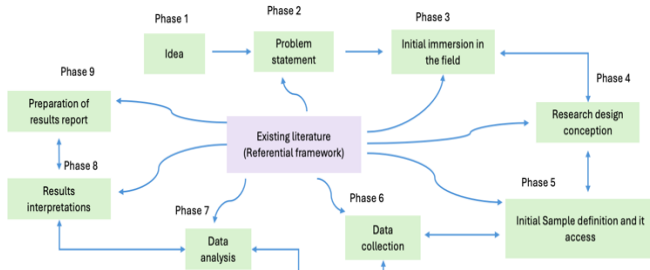 Phase 1
Idea
Phase 2
Problem
statement
Phase 3
Initial immersion in
the field
Phase 4
Research design
conception
Phase 5
Initial Sample definition and it
access
Phase 6
Data
collection
Phase 7
Data
analysis
Phase 8
Results
interpretations
Phase 9
Preparation of
results report
Existing literature
(Referential framework)